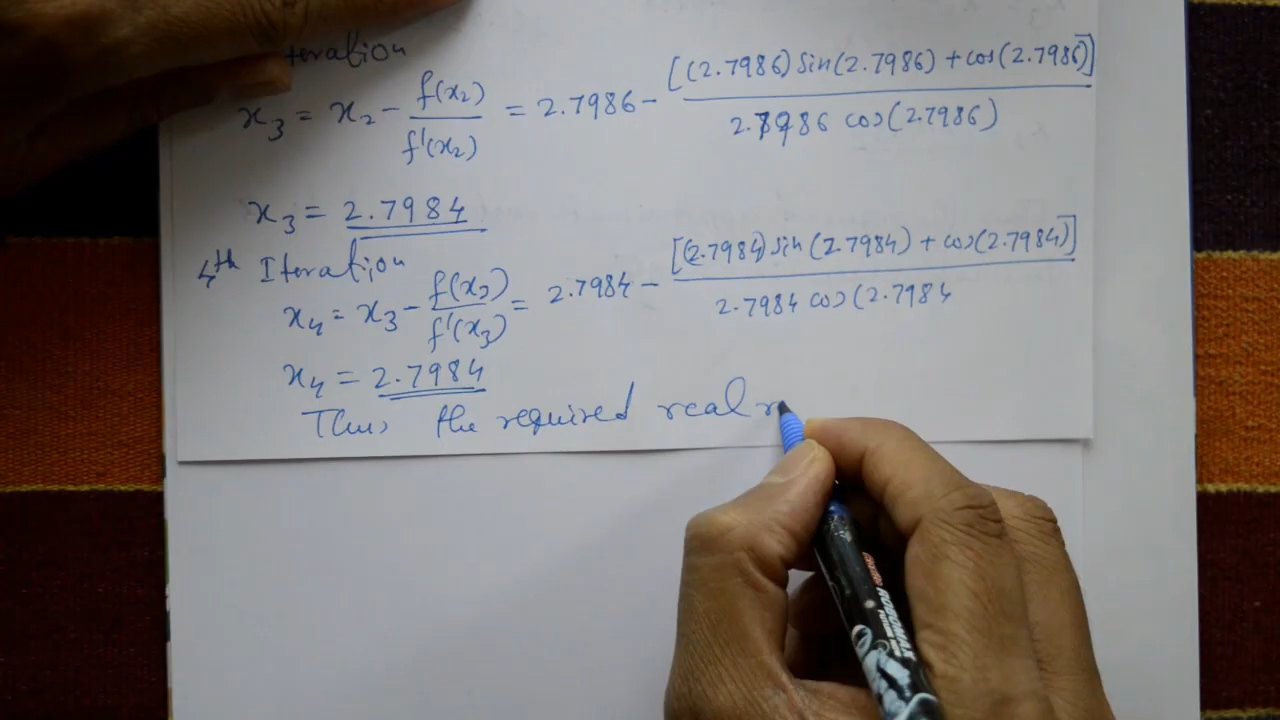 teration
x₃ = x₂ - f(x₂)/f'(x₂) = 2.7986 - [(2.7986) sin(2.7986) + cos(2.7986)]/2.7986 cos(2.7986)
x₃ = 2.7984
4th Iteration
x₄ = x₃ - f(x₃)/f'(x₃) = 2.7984 - [(2.7984) sin(2.7984) + cos(2.7984)]/2.7984 cos(2.7984
x₄ = 2.7984
Thus the required real r